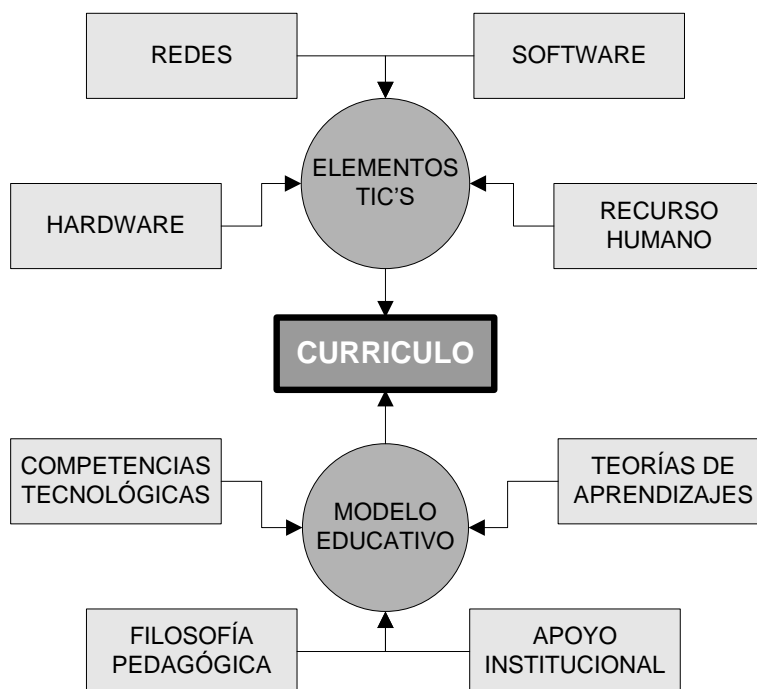 REDES
SOFTWARE
ELEMENTOS
TIC'S
HARDWARE
RECURSO
HUMANO
CURRICULO
COMPETENCIAS
TECNOLÓGICAS
TEORÍAS DE
APRENDIZAJES
MODELO
EDUCATIVO
FILOSOFÍA
PEDAGÓGICA
APOYO
INSTITUCIONAL